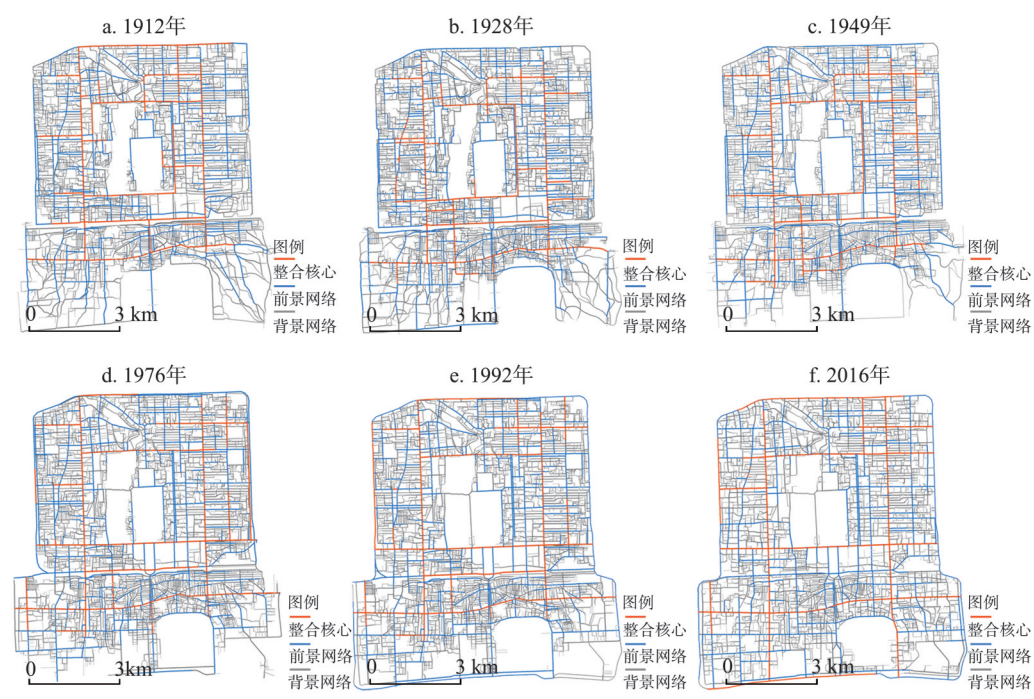 a. 1912年
b. 1928年
c. 1949年
图例
整合核心
前景网络
背景网络
0 3 km
图例
整合核心
前景网络
背景网络
0 3 km
图例
整合核心
前景网络
背景网络
0 3 km
d. 1976年
e. 1992年
f. 2016年
图例
整合核心
前景网络
背景网络
0 3km
图例
整合核心
前景网络
背景网络
0 3 km
图例
整合核心
前景网络
背景网络
0 3 km